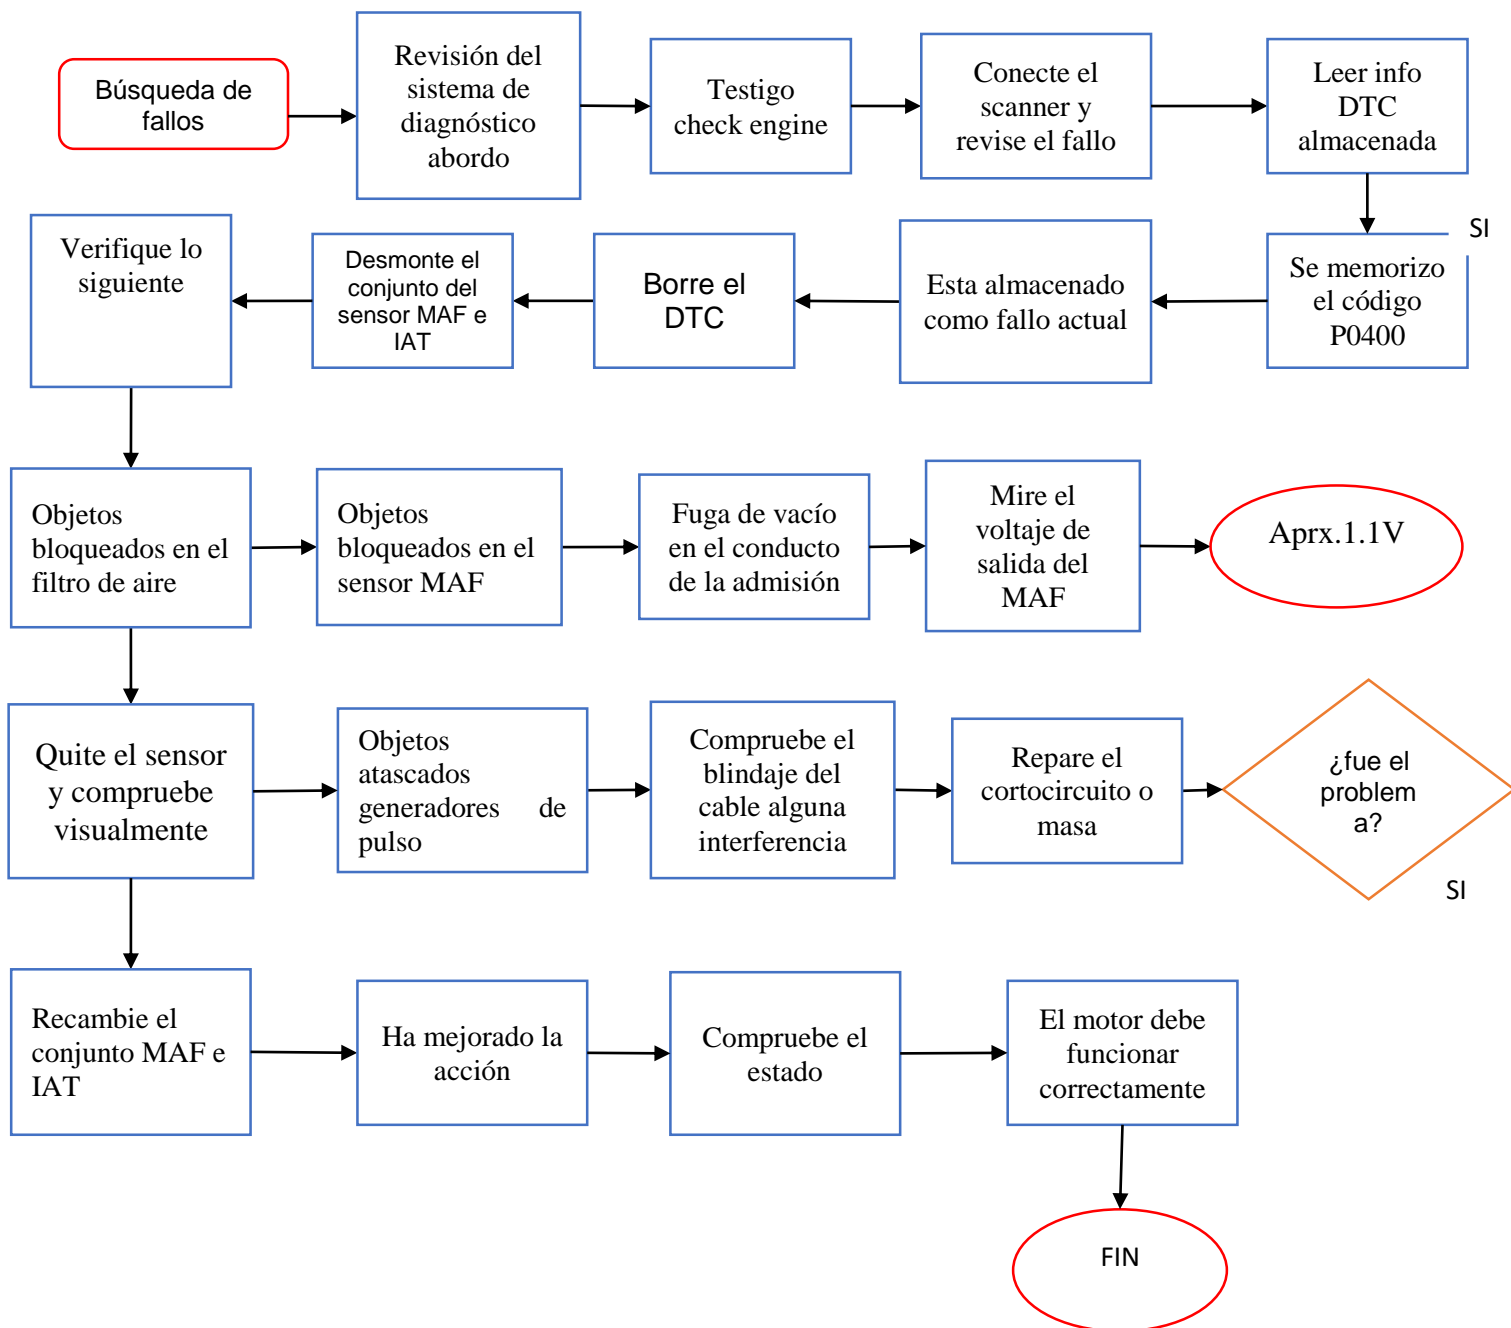 Búsqueda de
fallos
Revisión del
sistema de
diagnóstico
abordo
Testigo
check engine
Conecte el
scanner y
revise el fallo
Leer info
DTC
almacenada
SI
Se memorizo
el código
P0400
Esta almacenado
como fallo actual
Borre el
DTC
Desmonte el
conjunto del
sensor MAF e
IAT
Verifique lo
siguiente
Objetos
bloqueados en el
filtro de aire
Objetos
bloqueados en el
sensor MAF
Fuga de vacío
en el conducto
de la admisión
Mire el
voltaje de
salida del
MAF
Aprx.1.1V
Quite el sensor
y compruebe
visualmente
Objetos
atascados
generadores de
pulso
Compruebe el
blindaje del
cable alguna
interferencia
Repare el
cortocircuito o
masa
¿fue el
problem
a?
SI
Recambie el
conjunto MAF e
IAT
Ha mejorado la
acción
Compruebe el
estado
El motor debe
funcionar
correctamente
FIN